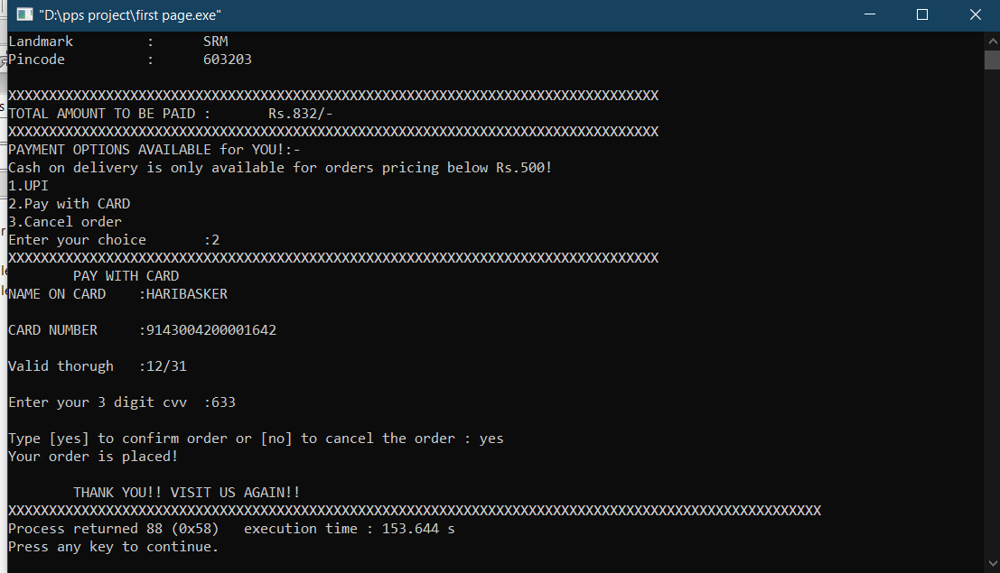 "D:\pps project\first page.exe"
Landmark : SRM
Pincode : 603203
XXXXXXXXXXXXXXXXXXXXXXXXXXXXXXXXXXXXXXXXXXXXXXXXXXXXXXXXXXXXXXXXXXXXXXXXXXXXXXXX
TOTAL AMOUNT TO BE PAID : Rs.832/-
XXXXXXXXXXXXXXXXXXXXXXXXXXXXXXXXXXXXXXXXXXXXXXXXXXXXXXXXXXXXXXXXXXXXXXXXXXXXXXXX
PAYMENT OPTIONS AVAILABLE for YOU!:-
Cash on delivery is only available for orders pricing below Rs.500!
1.UPI
2.Pay with CARD
3.Cancel order
Enter your choice :2
XXXXXXXXXXXXXXXXXXXXXXXXXXXXXXXXXXXXXXXXXXXXXXXXXXXXXXXXXXXXXXXXXXXXXXXXXXXXXXXX
PAY WITH CARD
NAME ON CARD :HARIBASKER
CARD NUMBER :9143004200001642
Valid thorugh :12/31
Enter your 3 digit cvv :633
Type [yes] to confirm order or [no] to cancel the order : yes
Your order is placed!
THANK YOU!! VISIT US AGAIN!!
XXXXXXXXXXXXXXXXXXXXXXXXXXXXXXXXXXXXXXXXXXXXXXXXXXXXXXXXXXXXXXXXXXXXXXXXXXXXXXXXXXXXXXXXXXXXXXXXXXXX
Process returned 88 (0x58) execution time : 153.644 s
Press any key to continue.